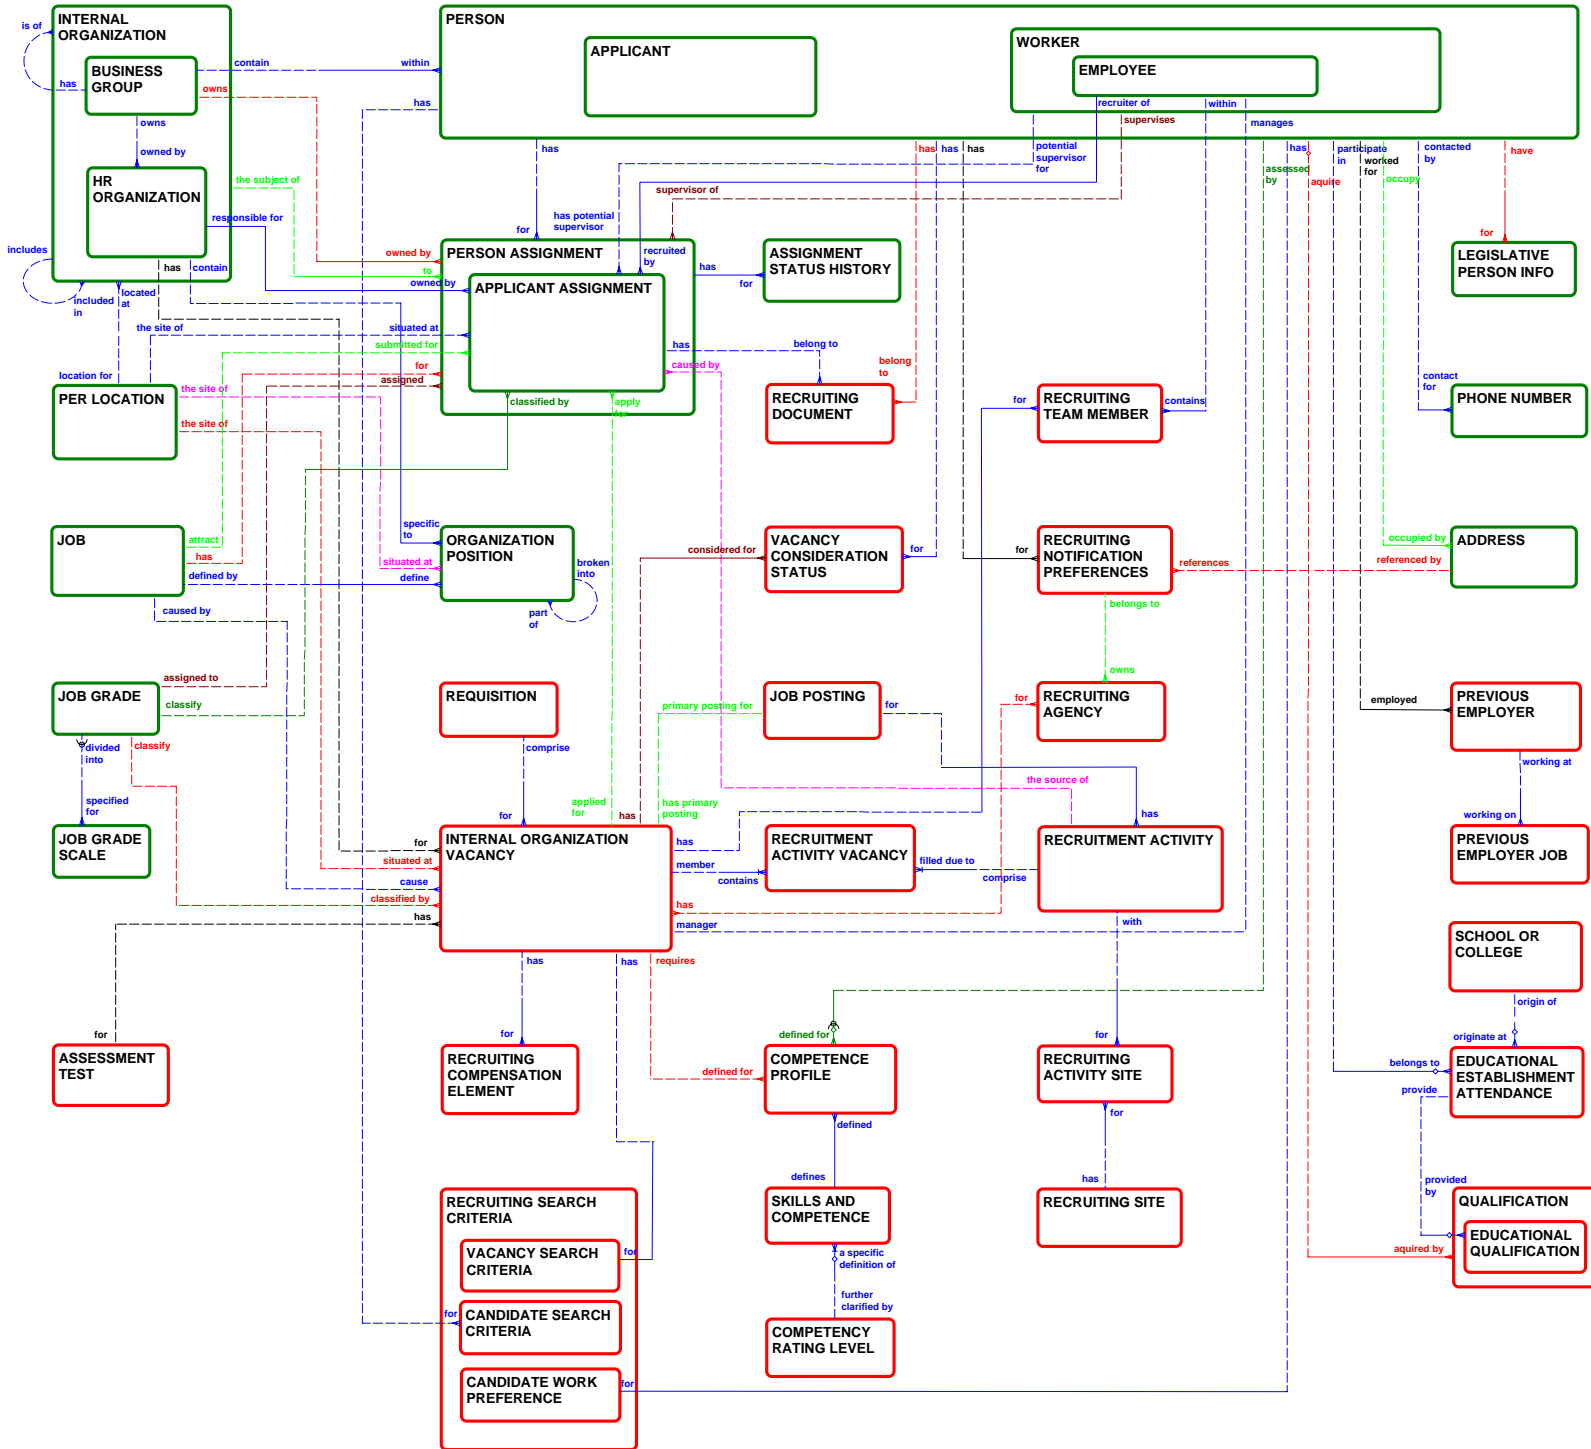 INTERNAL
ORGANIZATION
PERSON
is of
BUSINESS
GROUP
has
contain
within
owns
has
APPLICANT
WORKER
EMPLOYEE
recruiter of
within
supervises
manages
owns
owned by
HR
ORGANIZATION
the subject of
responsible for
includes
has
contain
included
in
located
at
has
potential
supervisor
for
has
has
has
assessed
by
has
aquire
participate
in
worked
for
contacted
by
occupy
have
supervisor of
has potential
supervisor
for
for
owned by
to
owned by
PERSON ASSIGNMENT
recruited
by
APPLICANT ASSIGNMENT
has
for
ASSIGNMENT
STATUS HISTORY
LEGISLATIVE
PERSON INFO
the site of
situated at
submitted for
for
assigned
has
belong to
caused by
belong
to
location for
PER LOCATION
the site of
the site of
classified by
apply
for
RECRUITING
DOCUMENT
for
RECRUITING
TEAM MEMBER
contains
contact
for
PHONE NUMBER
JOB
attract
has
defined by
define
caused by
specific
to
situated at
ORGANIZATION
POSITION
broken
into
part
of
considered for
VACANCY
CONSIDERATION
STATUS
for
for
RECRUITING
NOTIFICATION
PREFERENCES
references
referenced by
occupied by
ADDRESS
belongs to
owns
assigned to
JOB GRADE
classify
divided
into
classify
specified
for
JOB GRADE
SCALE
REQUISITION
comprise
for
primary posting for
JOB POSTING
for
for
RECRUITING
AGENCY
employed
PREVIOUS
EMPLOYER
working at
working on
PREVIOUS
EMPLOYER JOB
the source of
applied
for
has
has primary
posting
has
for
situated at
cause
classified by
has
INTERNAL ORGANIZATION
VACANCY
has
member
contains
has
manager
RECRUITMENT
ACTIVITY VACANCY
filled due to
comprise
RECRUITMENT ACTIVITY
with
SCHOOL OR
COLLEGE
origin of
originate at
has
has
requires
for
ASSESSMENT
TEST
for
RECRUITING
COMPENSATION
ELEMENT
defined for
defined for
COMPETENCE
PROFILE
defined
for
RECRUITING
ACTIVITY SITE
for
belongs to
provide
EDUCATIONAL
ESTABLISHMENT
ATTENDANCE
defines
has
provided
by
RECRUITING SEARCH
CRITERIA
SKILLS AND
COMPETENCE
RECRUITING SITE
QUALIFICATION
EDUCATIONAL
QUALIFICATION
aquired by
VACANCY SEARCH
CRITERIA
for
a specific
definition of
further
clarified by
for
CANDIDATE SEARCH
CRITERIA
COMPETENCY
RATING LEVEL
CANDIDATE WORK
PREFERENCE
for